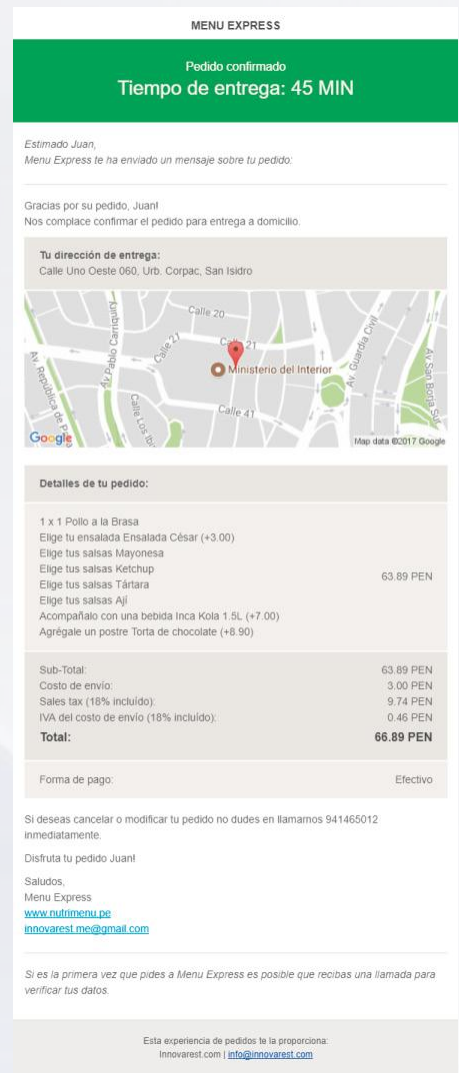 MENU EXPRESS
Pedido confirmado
Tiempo de entrega: 45 MIN
Estimado Juan,
Menu Express te ha enviado un mensaje sobre tu pedido:
Gracias por su pedido, Juan!
Nos complace confirmar el pedido para entrega a domicilio.
Tu dirección de entrega:
Calle Uno Oeste 060, Urb. Corpac, San Isidro
Calle 20
Av Pablo Carriquiry
Calle 21
Calle 21
Av. Guardia Civil
Ministerio del Interior
Av. República de
Av San Borja Sur
Calle Los
Calle 41
Google
Map data ©2017 Google
Detalles de tu pedido:
1 x 1 Pollo a la Brasa
Elige tu ensalada Ensalada César (+3.00)
Elige tus salsas Mayonesa
Elige tus salsas Ketchup
Elige tus salsas Tártara
Elige tus salsas Ají
Acompañalo con una bebida Inca Kola 1.5L (+7.00)
Agrégale un postre Torta de chocolate (+8.90)
63.89 PEN
Sub-Total: 63.89 PEN
Costo de envío: 3.00 PEN
Sales tax (18% incluído): 9.74 PEN
IVA del costo de envío (18% incluído): 0.46 PEN
Total: 66.89 PEN
Forma de pago: Efectivo
Si deseas cancelar o modificar tu pedido no dudes en llamarnos 941465012
inmediatamente.
Disfruta tu pedido Juan!
Saludos,
Menu Express
www.nutrimenu.pe
innovarest.me@gmail.com
Si es la primera vez que pides a Menu Express es posible que recibas una llamada para
verificar tus datos.
Esta experiencia de pedidos te la proporciona:
Innovarest.com | info@innovarest.com